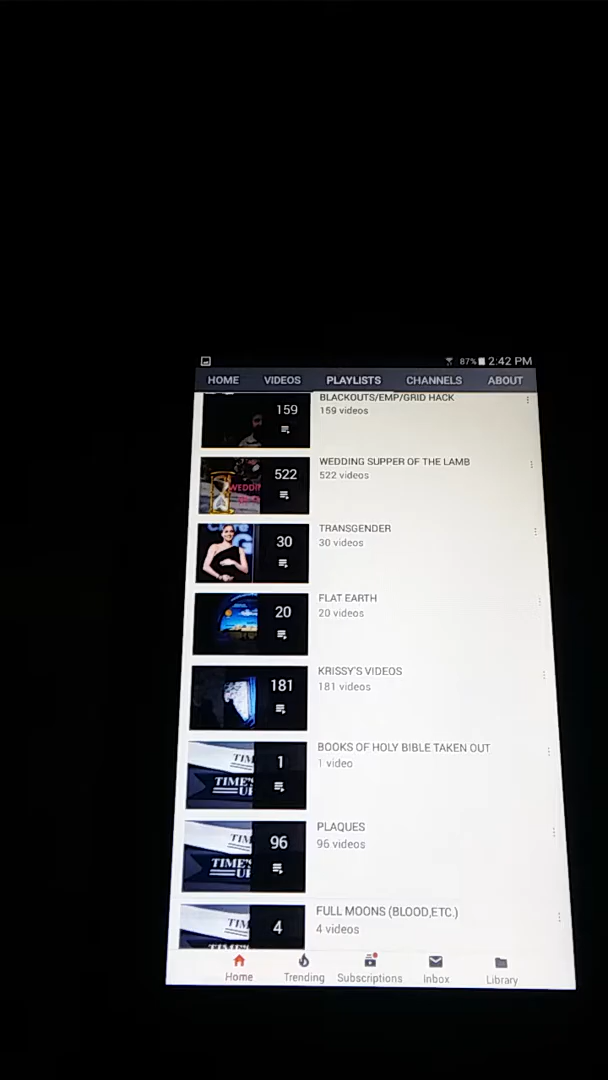 87% 2:42 PM
HOME VIDEOS PLAYLISTS CHANNELS ABOUT
159
BLACKOUTS/EMP/GRID HACK
159 videos
522
WEDDING SUPPER OF THE LAMB
522 videos
30
TRANSGENDER
30 videos
20
FLAT EARTH
20 videos
181
KRISSY'S VIDEOS
181 videos
TIME'S
1
BOOKS OF HOLY BIBLE TAKEN OUT
1 video
TIME'S
96
PLAQUES
96 videos
4
FULL MOONS (BLOOD,ETC.)
4 videos
Home Trending Subscriptions Inbox Library